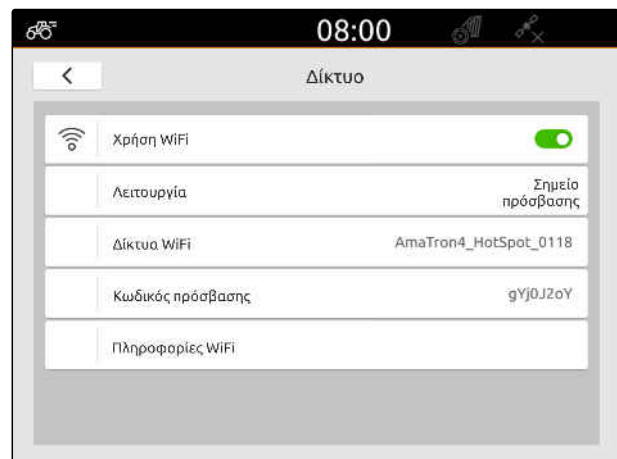 08:00
Δίκτυο
Χρήση WiFi
Λειτουργία
Σημείο
πρόσβασης
Δίκτυα WiFi
AmaTron4_HotSpot_0118
Κωδικός πρόσβασης
gYj0J2oY
Πληροφορίες WiFi